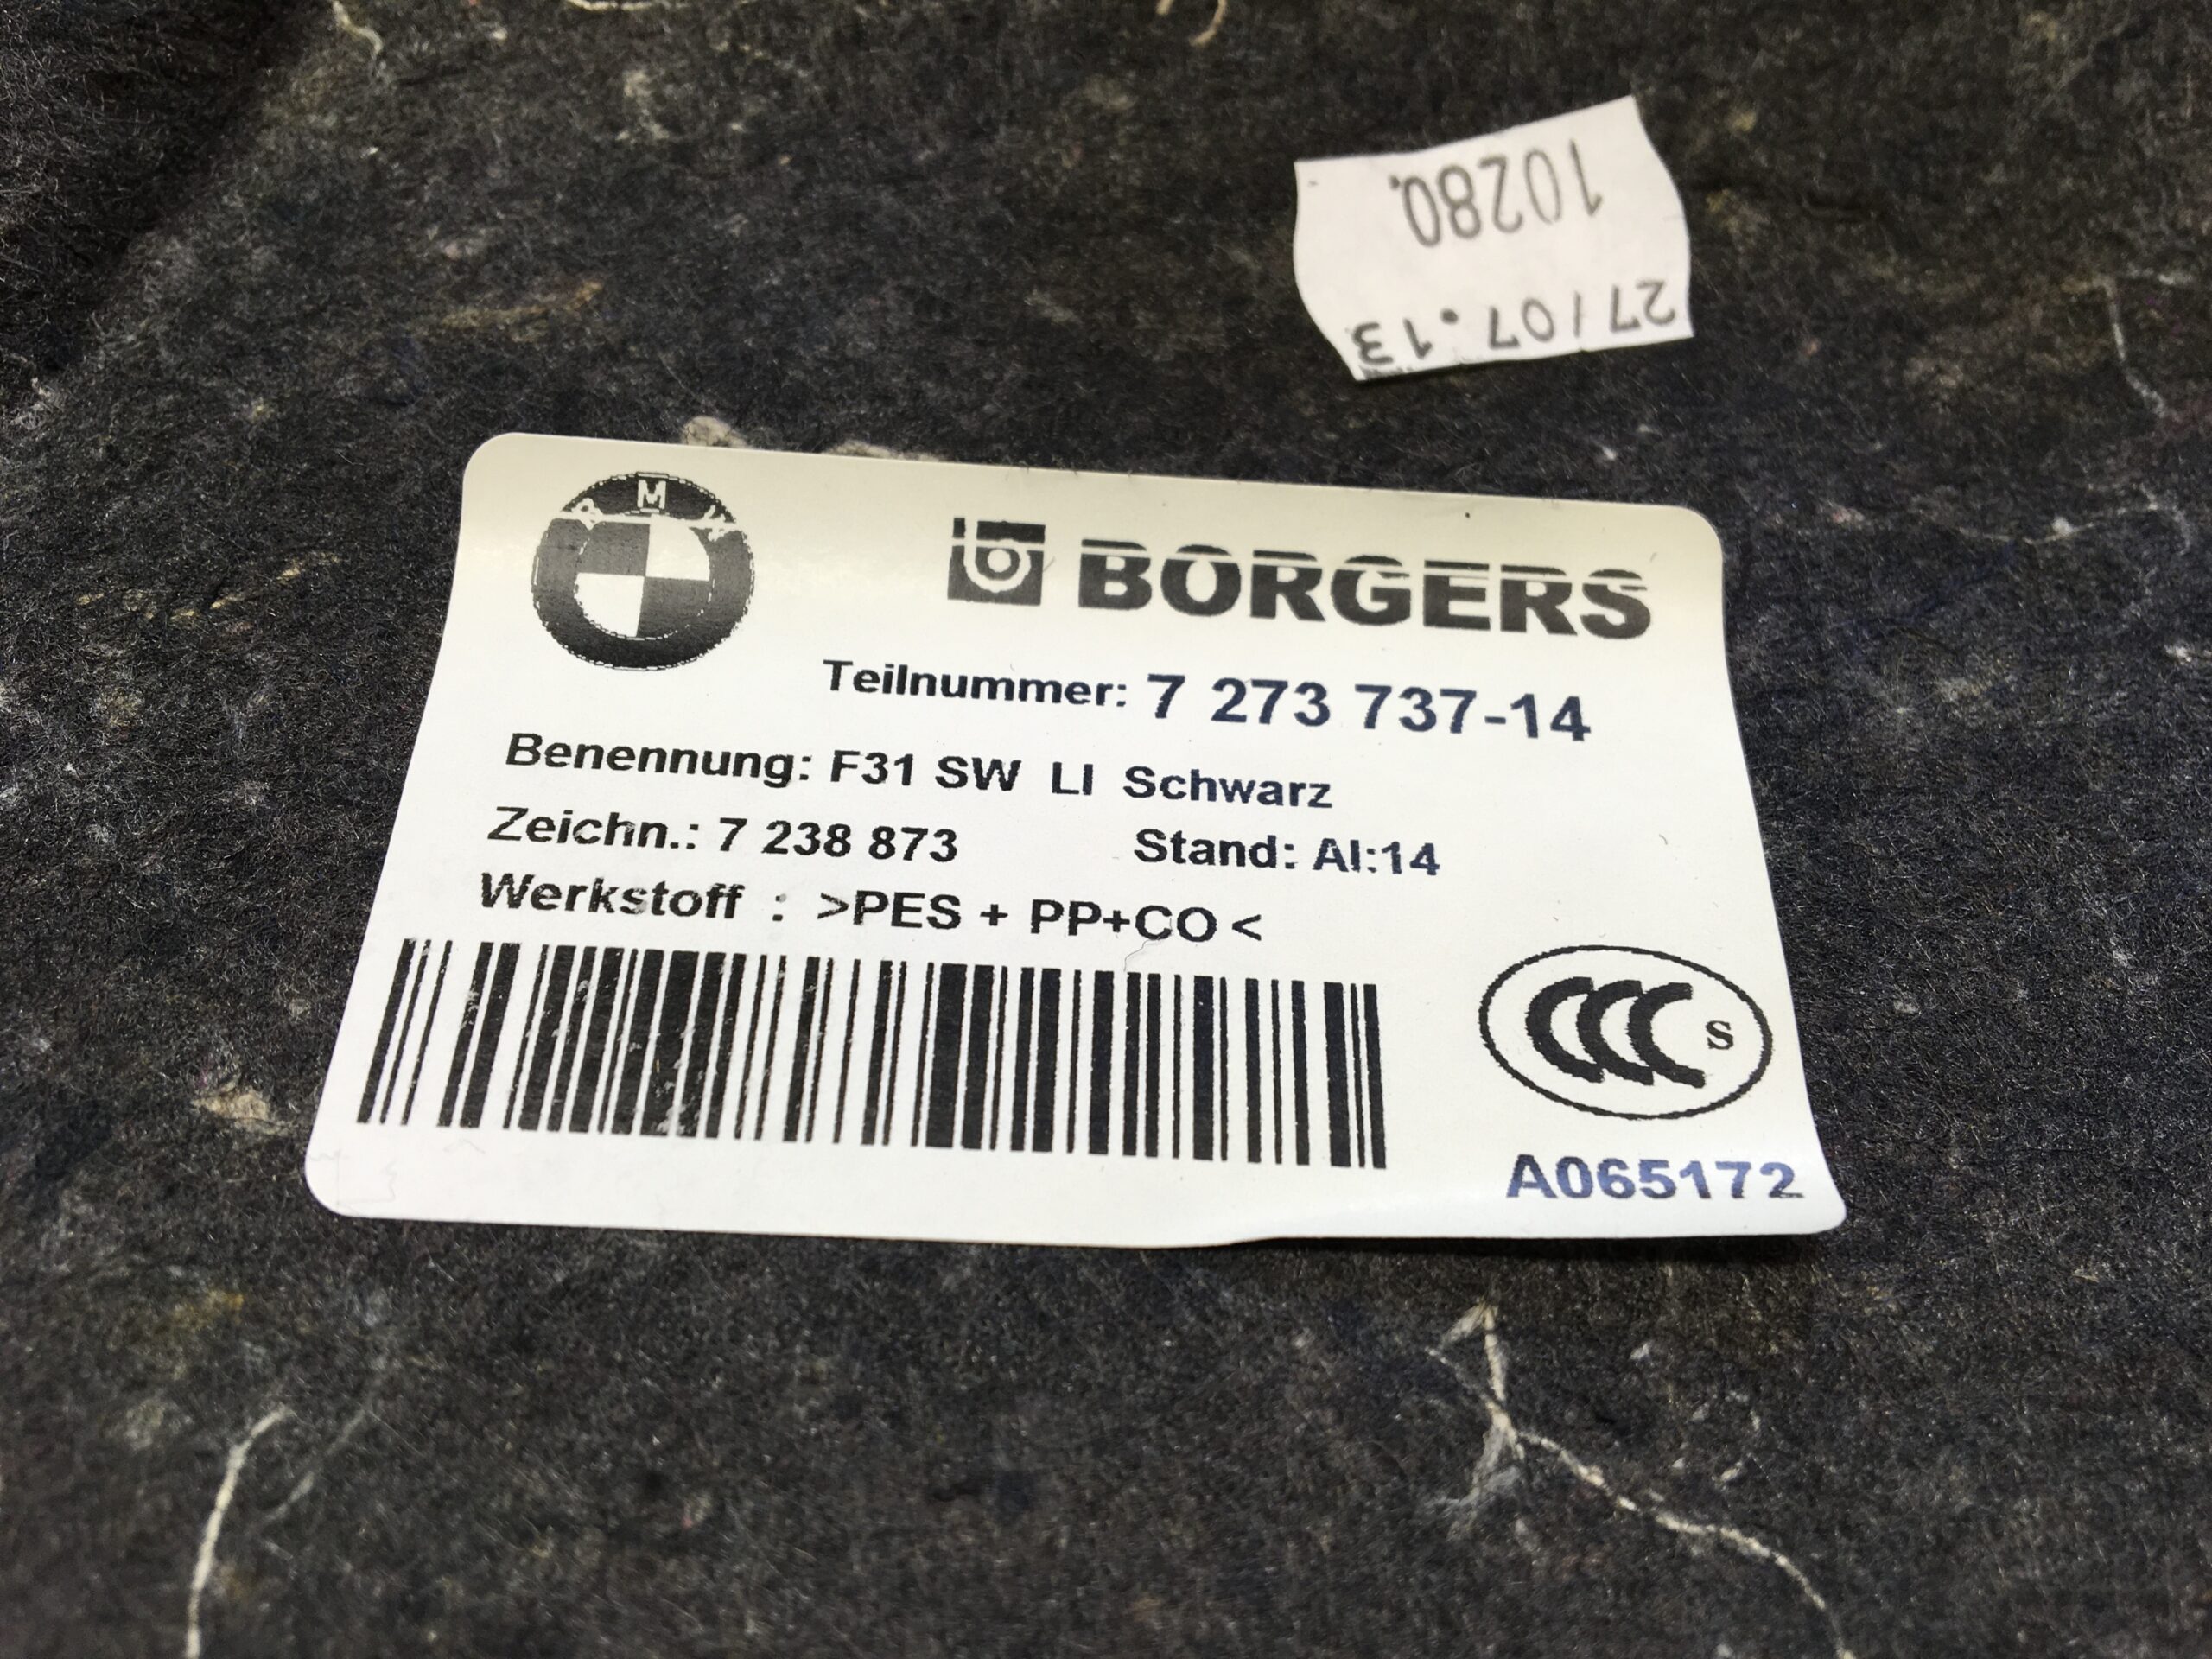 10280.
27/07.13
BMW
BORGERS
Teilnummer: 7 273 737-14
Benennung: F31 SW LI Schwarz
Zeichn.: 7 238 873 Stand: AI:14
Werkstoff : >PES + PP+CO<
CCC S
A065172